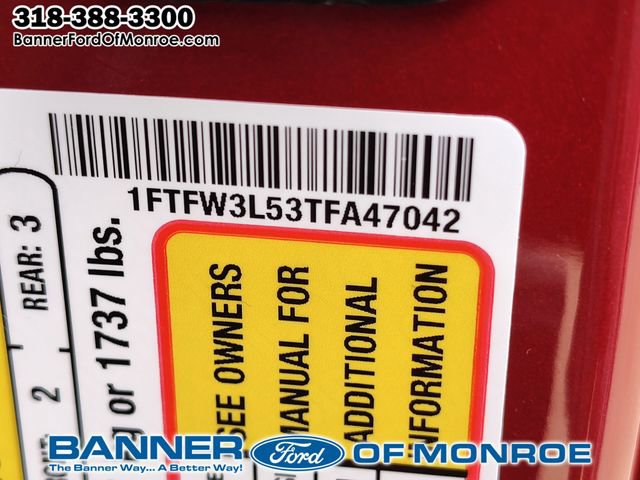 318-388-3300
BannerFordOfMonroe.com
1FTFW3L53TFA47042
REAR: 3
2
g or 1737 lbs.
SEE OWNERS
MANUAL FOR
ADDITIONAL
INFORMATION
BANNER Ford OF MONROE
The Banner Way... A Better Way!